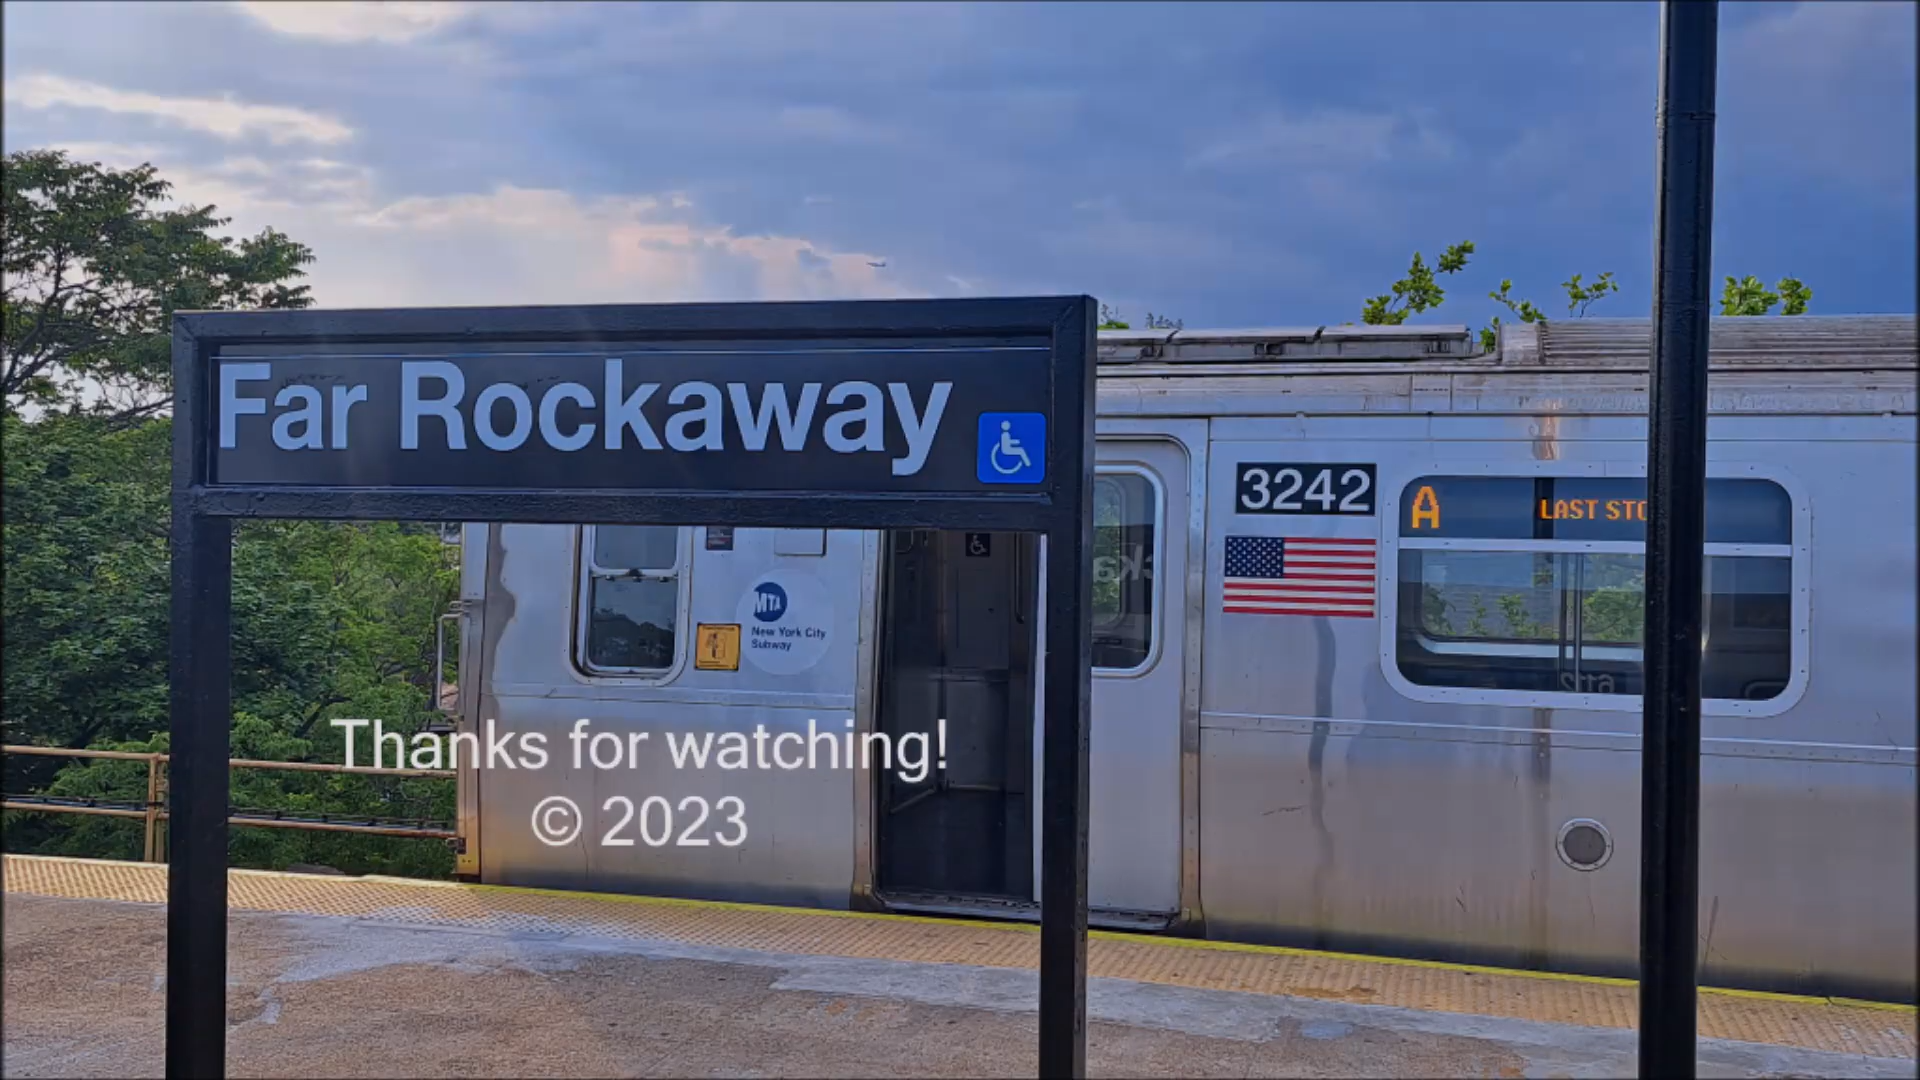 Far Rockaway
3242
A
LAST STO
MTA
New York City
Subway
Thanks for watching!
© 2023